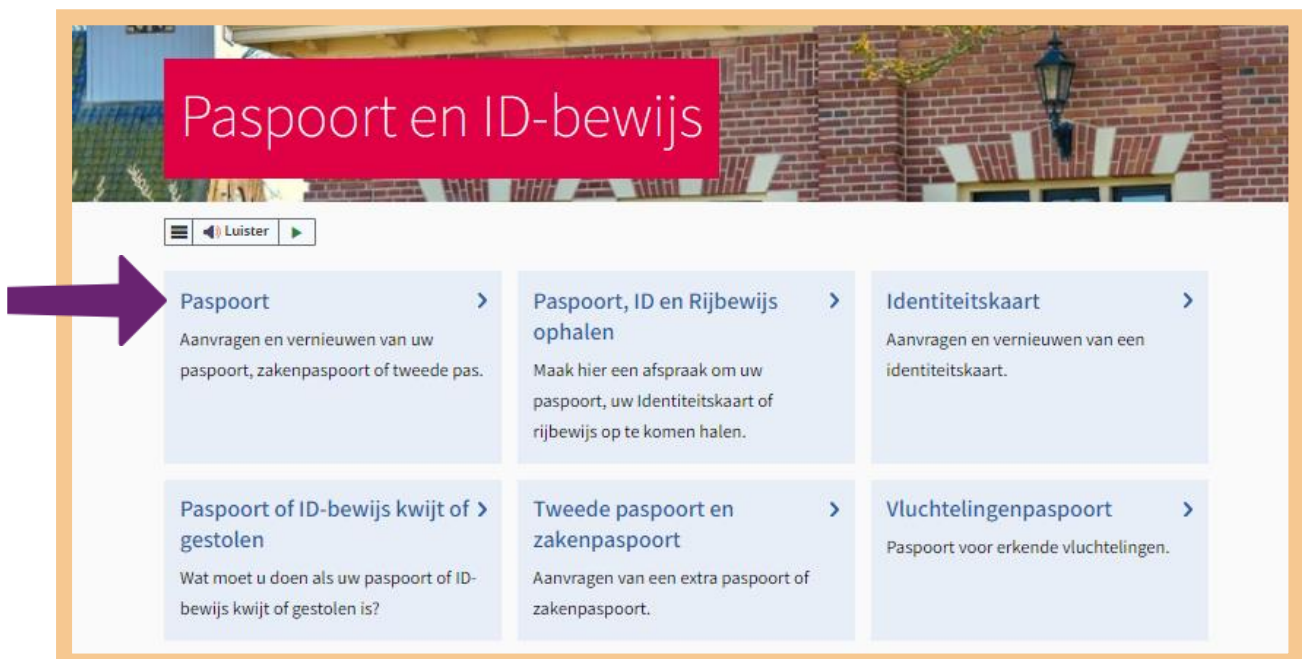 Paspoort en ID-bewijs
Luister
Paspoort
Aanvragen en vernieuwen van uw
paspoort, zakenpaspoort of tweede pas.
Paspoort, ID en Rijbewijs
ophalen
Maak hier een afspraak om uw
paspoort, uw Identiteitskaart of
rijbewijs op te komen halen.
Identiteitskaart
Aanvragen en vernieuwen van een
identiteitskaart.
Paspoort of ID-bewijs kwijt of
gestolen
Wat moet u doen als uw paspoort of ID-
bewijs kwijt of gestolen is?
Tweede paspoort en
zakenpaspoort
Aanvragen van een extra paspoort of
zakenpaspoort.
Vluchtelingenpaspoort
Paspoort voor erkende vluchtelingen.